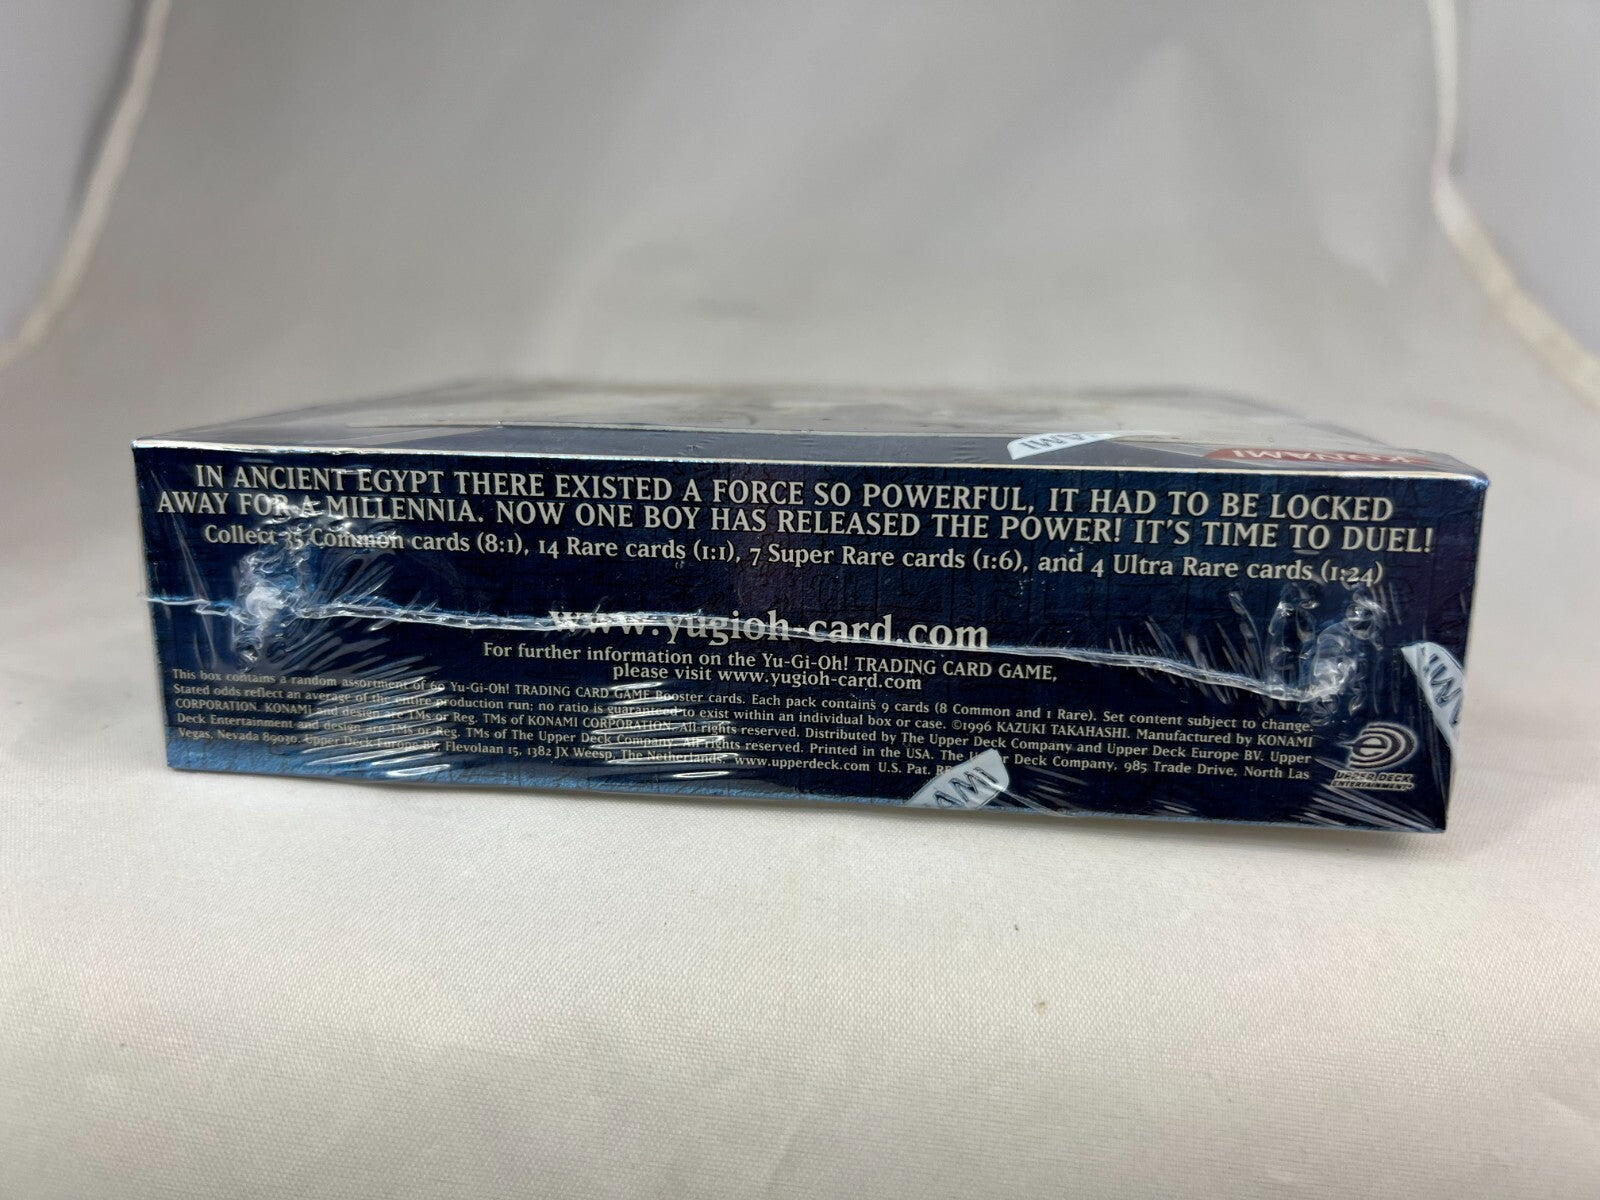 KONAMI
AMI
IN ANCIENT EGYPT THERE EXISTED A FORCE SO POWERFUL, IT HAD TO BE LOCKED
AWAY FOR A MILLENNIA. NOW ONE BOY HAS RELEASED THE POWER! IT'S TIME TO DUEL!
Collect 35 Common cards (8:1), 14 Rare cards (1:1), 7 Super Rare cards (1:6), and 4 Ultra Rare cards (1:24)
www.yugioh-card.com
For further information on the Yu-Gi-Oh! TRADING CARD GAME,
please visit www.yugioh-card.com
This box contains a random assortment of 60 Yu-Gi-Oh! TRADING CARD GAME Booster cards. Each pack contains 9 cards (8 Common and 1 Rare). Set content subject to change.
Stated odds reflect an average of the entire production run; no ratio is guaranteed to exist within an individual box or case. ©1996 KAZUKI TAKAHASHI. Manufactured by KONAMI
CORPORATION. KONAMI and design are TMs or Reg. TMs of KONAMI CORPORATION. All rights reserved. Distributed by The Upper Deck Company and Upper Deck Europe BV. Upper
Deck Entertainment and design are TMs or Reg. TMs of The Upper Deck Company. All rights reserved. Printed in the USA. The Deck Company, 985 Trade Drive, North Las
Vegas, Nevada 89030. Upper Deck Europe BV, Flevolaan 15, 1382 JX Weesp, The Netherlands. www.upperdeck.com U.S. Pat.
AMI
AMI
UPPER DECK
ENTERTAINMENT